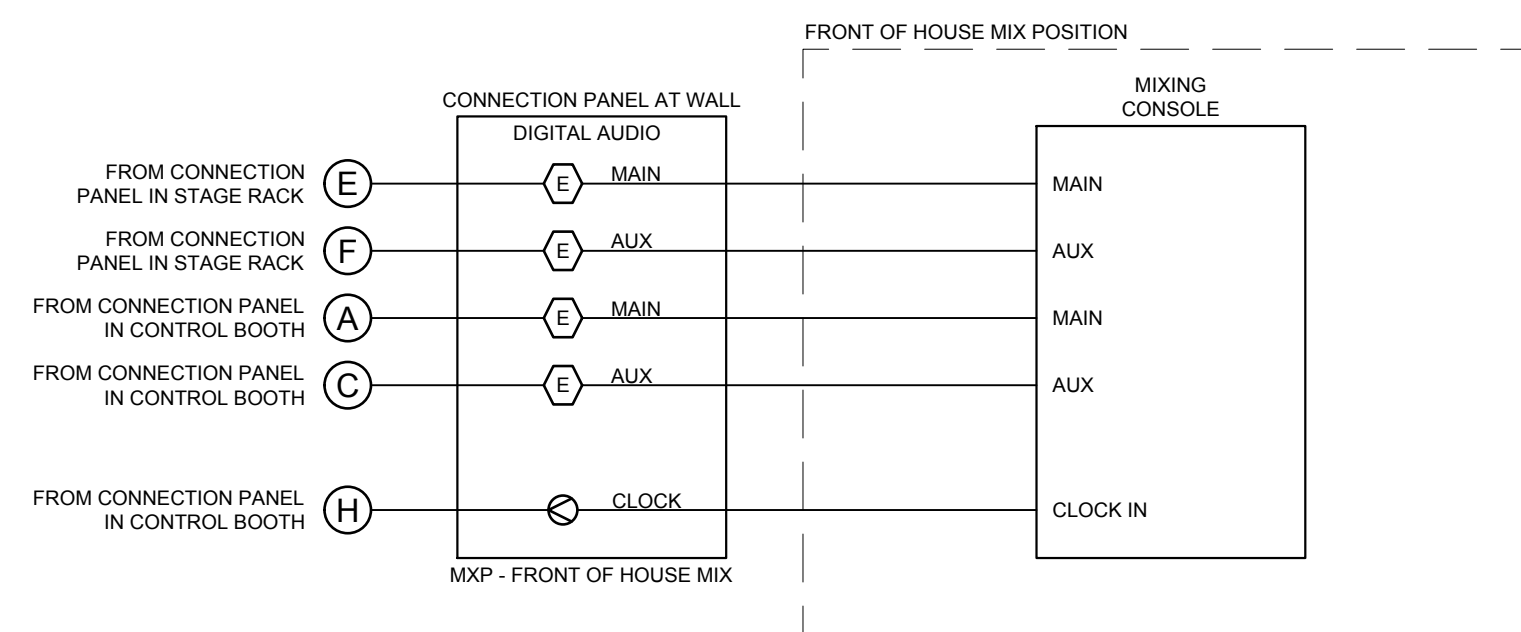 FRONT OF HOUSE MIX POSITION
MIXING
CONSOLE
CONNECTION PANEL AT WALL
DIGITAL AUDIO
FROM CONNECTION
PANEL IN STAGE RACK
E
E
MAIN
MAIN
FROM CONNECTION
PANEL IN STAGE RACK
F
E
AUX
AUX
FROM CONNECTION PANEL
IN CONTROL BOOTH
A
E
MAIN
MAIN
FROM CONNECTION PANEL
IN CONTROL BOOTH
C
E
AUX
AUX
FROM CONNECTION PANEL
IN CONTROL BOOTH
H
CLOCK
CLOCK IN
MXP - FRONT OF HOUSE MIX